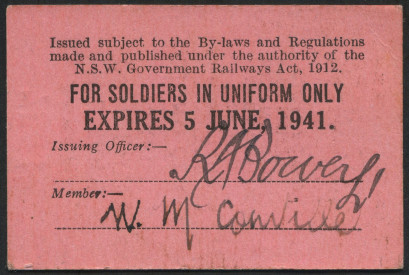 Issued subject to the By-laws and Regulations
made and published under the authority of the
N.S.W. Government Railways Act, 1912.
FOR SOLDIERS IN UNIFORM ONLY
EXPIRES 5 JUNE, 1941.
Issuing Officer:—
Member:—
W. McConville